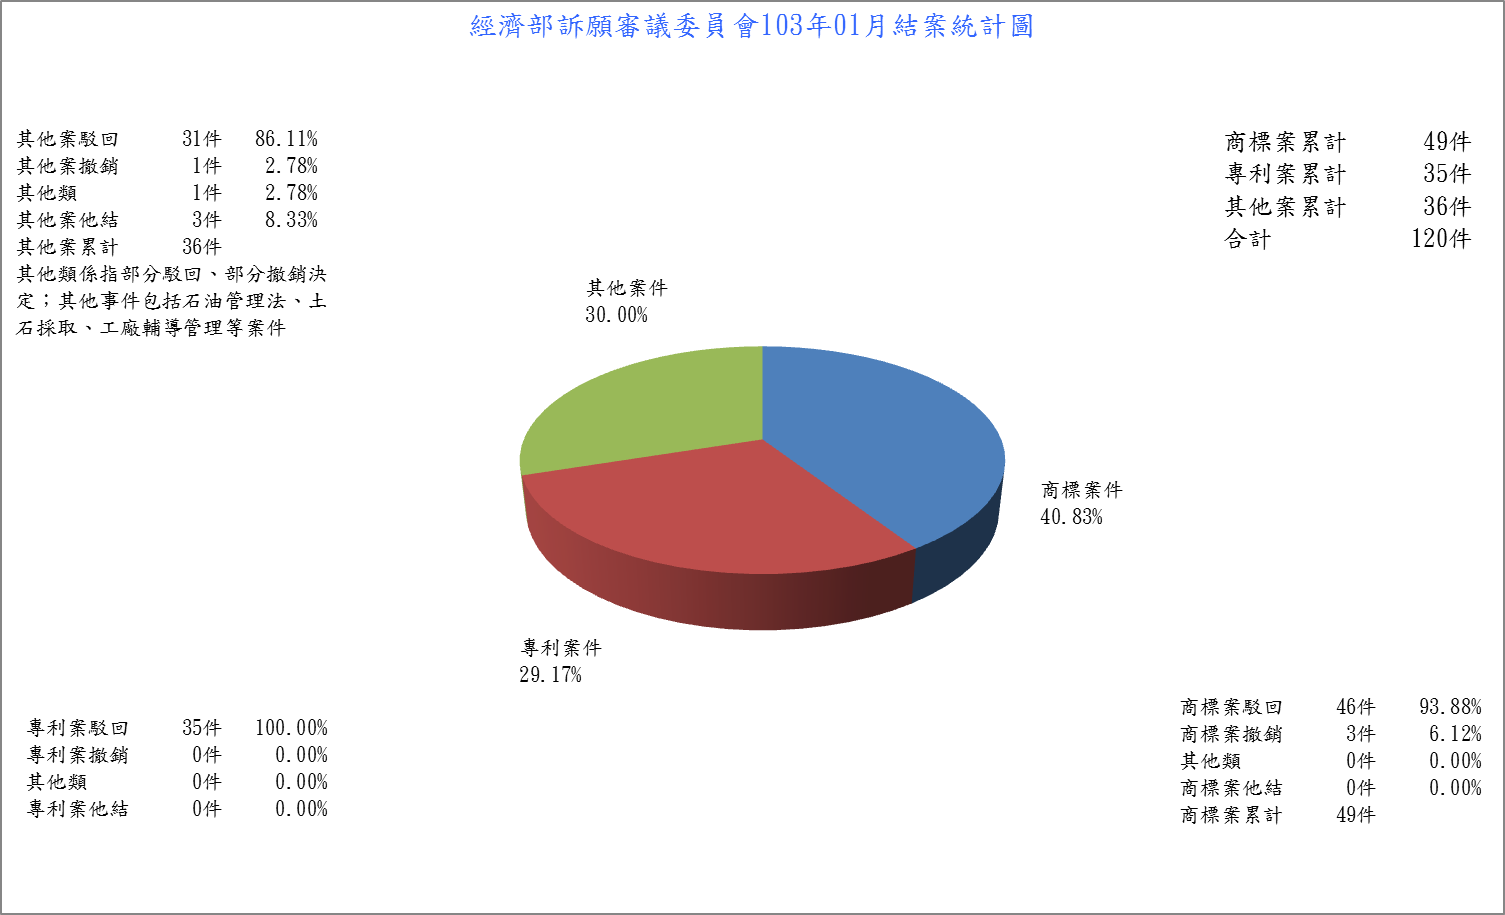 經濟部訴願審議委員會103年01月結案統計圖
其他案駁回 31件 86.11%
其他案撤銷 1件 2.78%
其他類 1件 2.78%
其他案他結 3件 8.33%
其他案累計 36件
其他類係指部分駁回、部分撤銷決
定；其他事件包括石油管理法、土
石採取、工廠輔導管理等案件
商標案累計 49件
專利案累計 35件
其他案累計 36件
合計 120件
其他案件
30.00%
商標案件
40.83%
專利案件
29.17%
專利案駁回 35件 100.00%
專利案撤銷 0件 0.00%
其他類 0件 0.00%
專利案他結 0件 0.00%
商標案駁回 46件 93.88%
商標案撤銷 3件 6.12%
其他類 0件 0.00%
商標案他結 0件 0.00%
商標案累計 49件